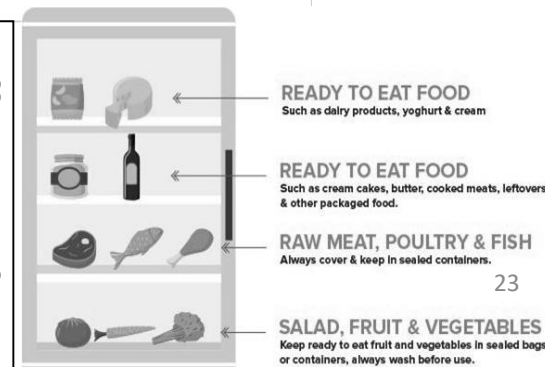 READY TO EAT FOOD
Such as dairy products, yoghurt & cream
READY TO EAT FOOD
Such as cream cakes, butter, cooked meats, leftovers
& other packaged food.
RAW MEAT, POULTRY & FISH
Always cover & keep in sealed containers.
23
SALAD, FRUIT & VEGETABLES
Keep ready to eat fruit and vegetables in sealed bags
or containers, always wash before use.